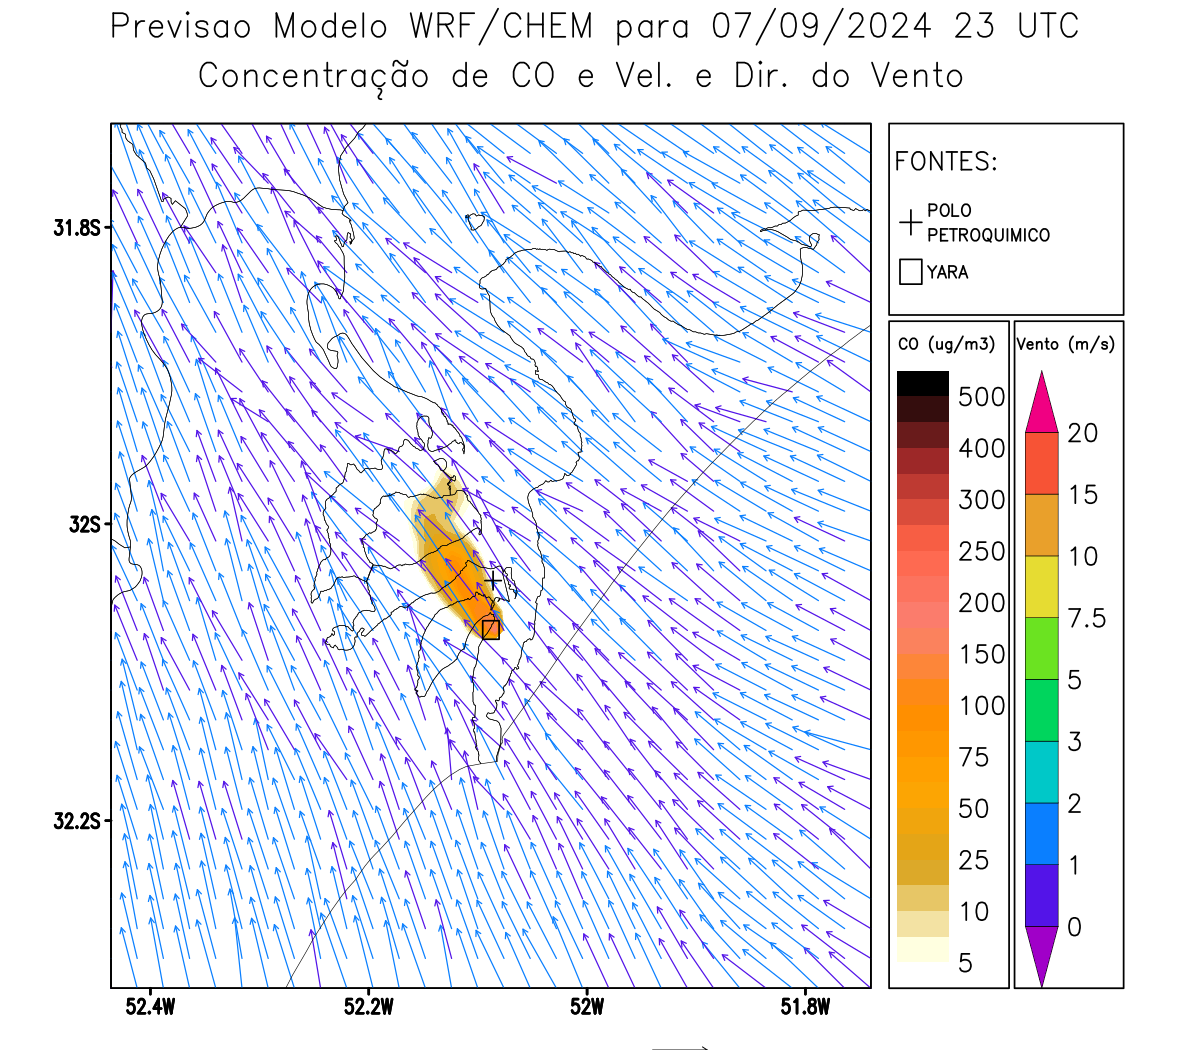 Previsao Modelo WRF/CHEM para 07/09/2024 23 UTC
Concentração de CO e Vel. e Dir. do Vento
FONTES:
POLO
PETROQUIMICO
YARA
31.8S
32S
32.2S
52.4W
52.2W
52W
51.8W
CO (ug/m3)
500
400
300
250
200
150
100
75
50
25
10
5
Vento (m/s)
20
15
10
7.5
5
3
2
1
0